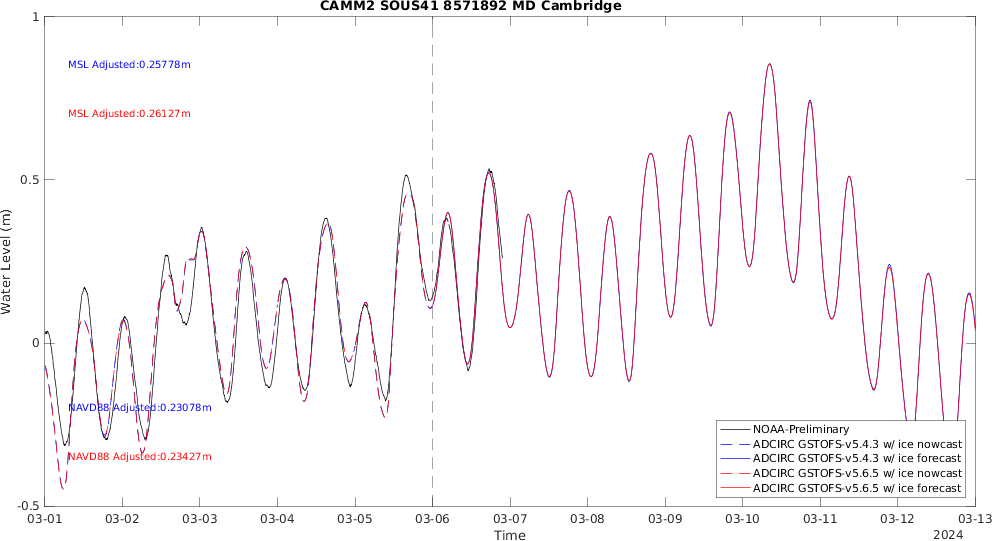 CAMM2 SOUS41 8571892 MD Cambridge
1
MSL Adjusted:0.25778m
MSL Adjusted:0.26127m
0.5
Water Level (m)
0
NAVD88 Adjusted:0.23078m
NAVD88 Adjusted:0.23427m
-0.5
NOAA-Preliminary
ADCIRC GSTOFS-v5.4.3 w/ ice nowcast
ADCIRC GSTOFS-v5.4.3 w/ ice forecast
ADCIRC GSTOFS-v5.6.5 w/ ice nowcast
ADCIRC GSTOFS-v5.6.5 w/ ice forecast
03-01 03-02 03-03 03-04 03-05 03-06 03-07 03-08 03-09 03-10 03-11 03-12 03-13
Time
2024